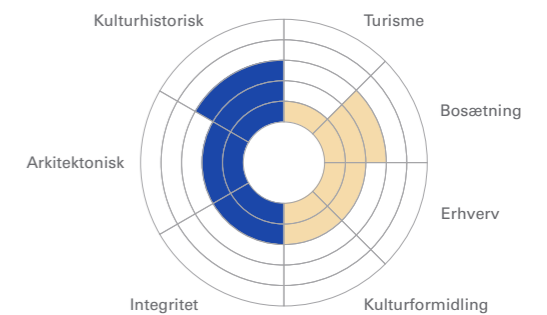 Kulturhistorisk
Turisme
Bosætning
Arkitektonisk
Erhverv
Integritet
Kulturformidling